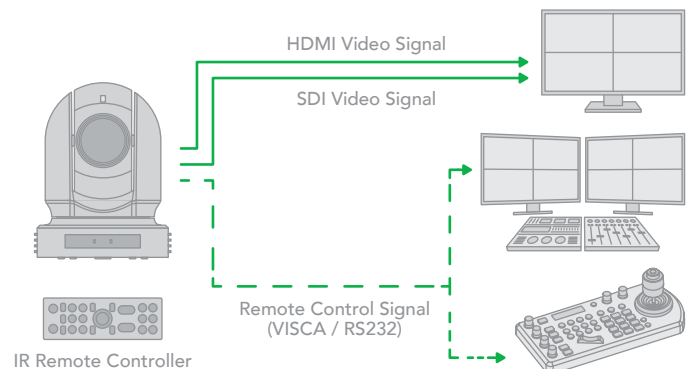 HDMI Video Signal
SDI Video Signal
Remote Control Signal
(VISCA / RS232)
IR Remote Controller